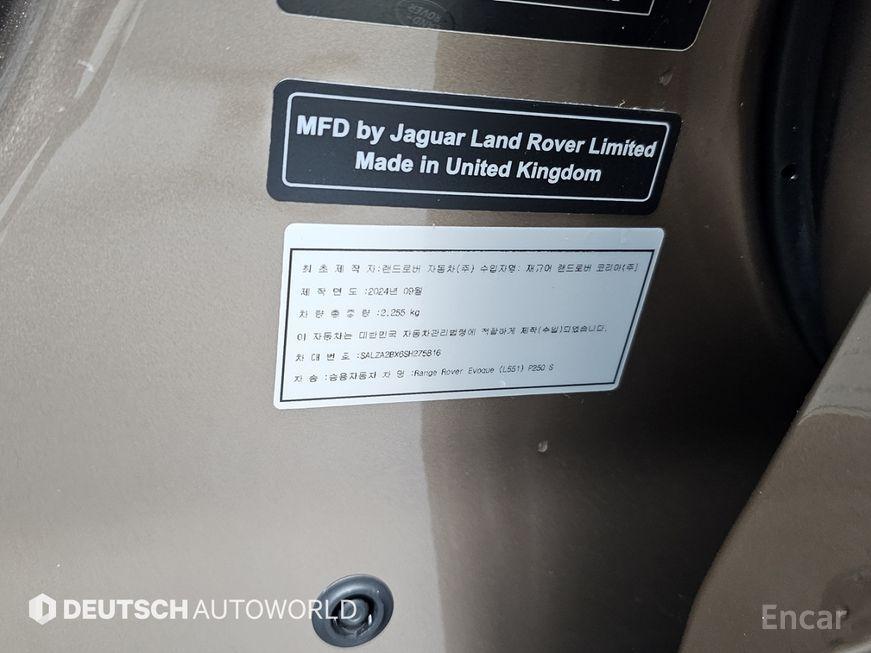 ROVER
MFD by Jaguar Land Rover Limited
Made in United Kingdom
최 초 제 작 자:랜드로버 자동차(주) 수입자명: 재규어 랜드로버 코리아(주)
제 작 연 도 :2024년 09월
차 량 총 중 량 :2,255 kg
이 자동차는 대한민국 자동차관리법령에 적합하게 제작(수입)되었습니다.
차 대 번 호 :SALZA2BX6SH275816
차 종 :승용자동차 차 명 :Range Rover Evoque (L551) P250 S
DEUTSCH AUTOWORLD
Encar